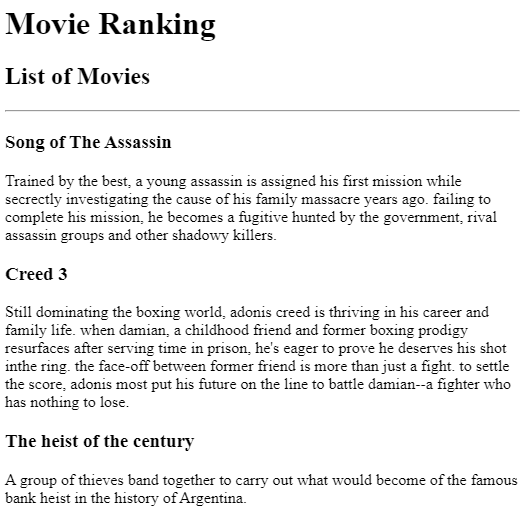 Movie Ranking
List of Movies
Song of The Assassin
Trained by the best, a young assassin is assigned his first mission while
secrectly investigating the cause of his family massacre years ago. failing to
complete his mission, he becomes a fugitive hunted by the government, rival
assassin groups and other shadowy killers.
Creed 3
Still dominating the boxing world, adonis creed is thriving in his career and
family life. when damian, a childhood friend and former boxing prodigy
resurfaces after serving time in prison, he's eager to prove he deserves his shot
inthe ring. the face-off between former friend is more than just a fight. to settle
the score, adonis most put his future on the line to battle damian--a fighter who
has nothing to lose.
The heist of the century
A group of thieves band together to carry out what would become of the famous
bank heist in the history of Argentina.